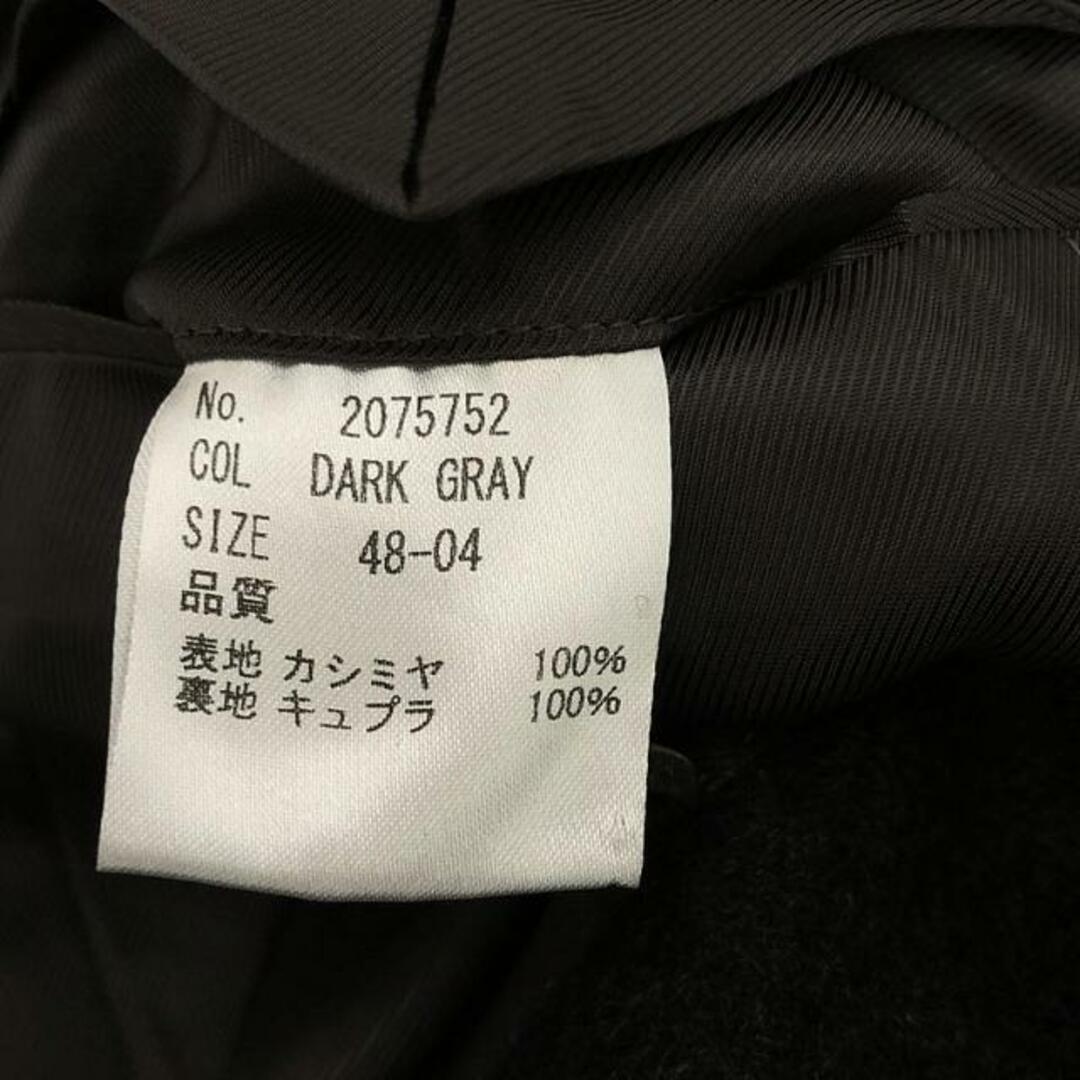 No. 2075752
COL DARK GRAY
SIZE 48-04
品質
表地 カシミヤ 100%
裏地 キュプラ 100%